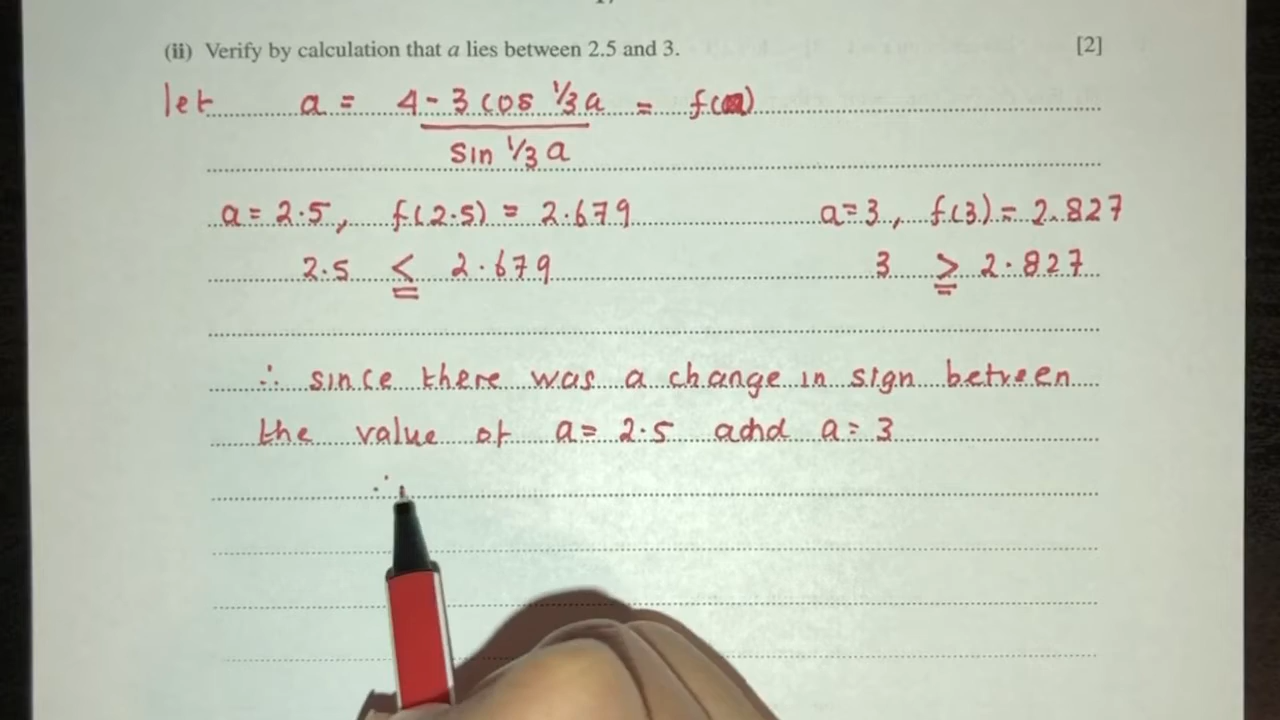 (ii) Verify by calculation that a lies between 2.5 and 3. [2]
let a = 4 - 3 cos 1/3 a = f(a)
sin 1/3 a
a = 2.5, f(2.5) = 2.679 a=3, f(3) = 2.827
2.5 < 2.679 3 > 2.827
∴ since there was a change in sign between
the value of a = 2.5 and a = 3